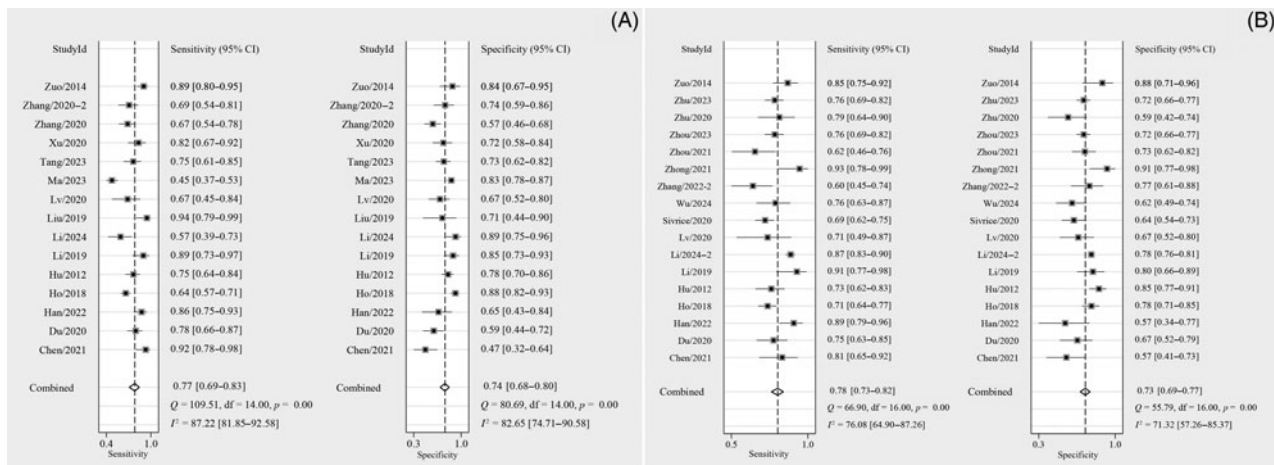 (A)
StudyId Sensitivity (95% CI) StudyId Specificity (95% CI)
Zuo/2014 0.89 [0.80–0.95] Zuo/2014 0.84 [0.67–0.95]
Zhang/2020-2 0.69 [0.54–0.81] Zhang/2020-2 0.74 [0.59–0.86]
Zhang/2020 0.67 [0.54–0.78] Zhang/2020 0.57 [0.46–0.68]
Xu/2020 0.82 [0.67–0.92] Xu/2020 0.72 [0.58–0.84]
Tang/2023 0.75 [0.61–0.85] Tang/2023 0.73 [0.62–0.82]
Ma/2023 0.45 [0.37–0.53] Ma/2023 0.83 [0.78–0.87]
Lv/2020 0.67 [0.45–0.84] Lv/2020 0.67 [0.52–0.80]
Liu/2019 0.94 [0.79–0.99] Liu/2019 0.71 [0.44–0.90]
Li/2024 0.57 [0.39–0.73] Li/2024 0.89 [0.75–0.96]
Li/2019 0.89 [0.73–0.97] Li/2019 0.85 [0.73–0.93]
Hu/2012 0.75 [0.64–0.84] Hu/2012 0.78 [0.70–0.86]
Ho/2018 0.64 [0.57–0.71] Ho/2018 0.88 [0.82–0.93]
Han/2022 0.86 [0.75–0.93] Han/2022 0.65 [0.43–0.84]
Du/2020 0.78 [0.66–0.87] Du/2020 0.59 [0.44–0.72]
Chen/2021 0.92 [0.78–0.98] Chen/2021 0.47 [0.32–0.64]
Combined 0.77 [0.69–0.83] Combined 0.74 [0.68–0.80]
Q = 109.51, df = 14.00, p = 0.00 Q = 80.69, df = 14.00, p = 0.00
I² = 87.22 [81.85–92.58] I² = 82.65 [74.71–90.58]
0.4 1.0 0.3 1.0
Sensitivity Specificity
(B)
StudyId Sensitivity (95% CI) StudyId Specificity (95% CI)
Zuo/2014 0.85 [0.75–0.92] Zuo/2014 0.88 [0.71–0.96]
Zhu/2023 0.76 [0.69–0.82] Zhu/2023 0.72 [0.66–0.77]
Zhu/2020 0.79 [0.64–0.90] Zhu/2020 0.59 [0.42–0.74]
Zhou/2023 0.76 [0.69–0.82] Zhou/2023 0.72 [0.66–0.77]
Zhou/2021 0.62 [0.46–0.76] Zhou/2021 0.73 [0.62–0.82]
Zhong/2021 0.93 [0.78–0.99] Zhong/2021 0.91 [0.77–0.98]
Zhang/2022-2 0.60 [0.45–0.74] Zhang/2022-2 0.77 [0.61–0.88]
Wu/2024 0.76 [0.63–0.87] Wu/2024 0.62 [0.49–0.74]
Sivrice/2020 0.69 [0.62–0.75] Sivrice/2020 0.64 [0.54–0.73]
Lv/2020 0.71 [0.49–0.87] Lv/2020 0.67 [0.52–0.80]
Li/2024-2 0.87 [0.83–0.90] Li/2024-2 0.78 [0.76–0.81]
Li/2019 0.91 [0.77–0.98] Li/2019 0.80 [0.66–0.89]
Hu/2012 0.73 [0.62–0.83] Hu/2012 0.85 [0.77–0.91]
Ho/2018 0.71 [0.64–0.77] Ho/2018 0.78 [0.71–0.85]
Han/2022 0.89 [0.79–0.96] Han/2022 0.57 [0.34–0.77]
Du/2020 0.75 [0.63–0.85] Du/2020 0.67 [0.52–0.79]
Chen/2021 0.81 [0.65–0.92] Chen/2021 0.57 [0.41–0.73]
Combined 0.78 [0.73–0.82] Combined 0.73 [0.69–0.77]
Q = 66.90, df = 16.00, p = 0.00 Q = 55.79, df = 16.00, p = 0.00
I² = 76.08 [64.90–87.26] I² = 71.32 [57.26–85.37]
0.5 1.0 0.3 1.0
Sensitivity Specificity